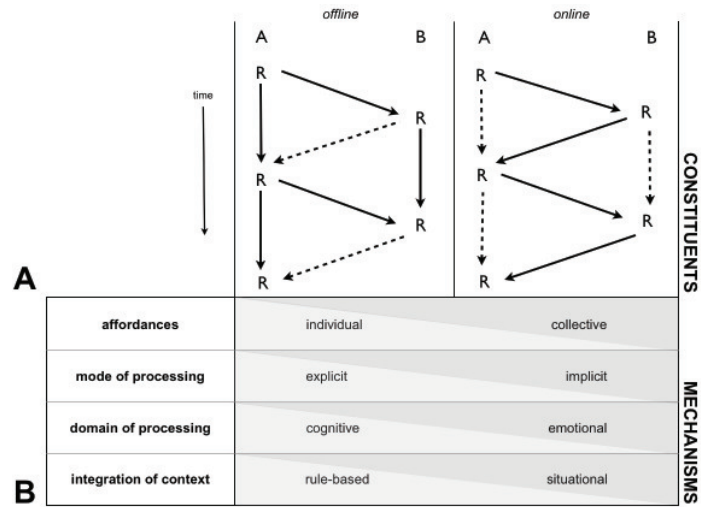 offline online
A B A B
R R
time
R R
R R
R R
R R
CONSTITUENTS
A
affordances individual collective
mode of processing explicit implicit
domain of processing cognitive emotional
integration of context rule-based situational
MECHANISMS
B